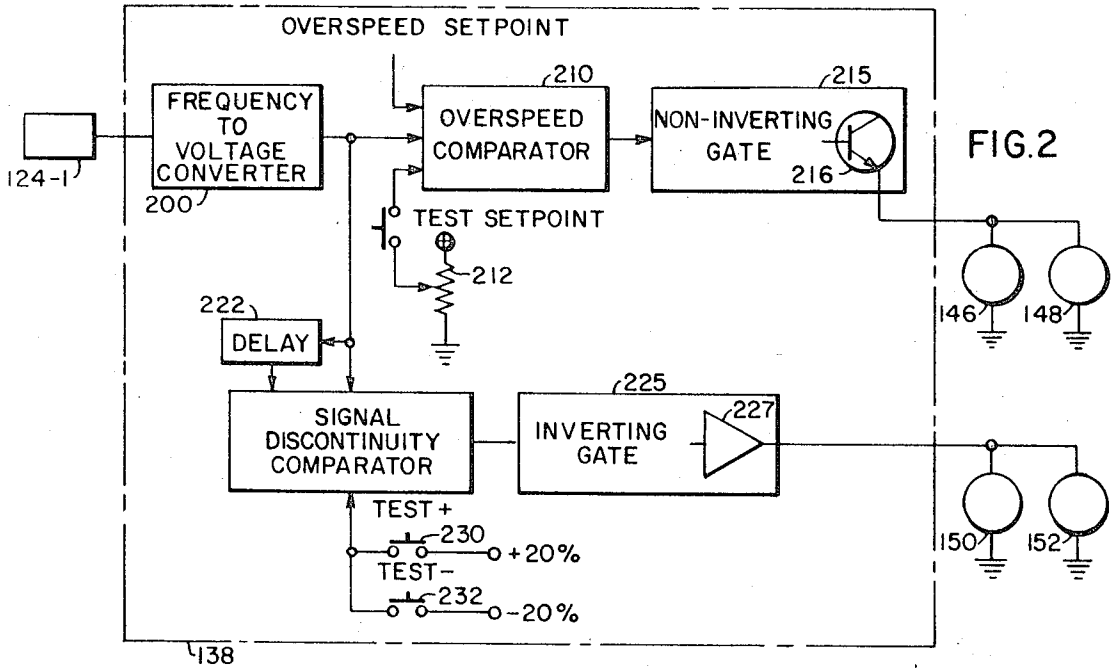 OVERSPEED SETPOINT
124-1
FREQUENCY
TO
VOLTAGE
CONVERTER
200
210
OVERSPEED
COMPARATOR
215
NON-INVERTING
GATE
216
FIG.2
TEST SETPOINT
212
146
148
222
DELAY
SIGNAL
DISCONTINUITY
COMPARATOR
225
INVERTING
GATE
227
150
152
TEST+
230
+20%
TEST-
232
-20%
138